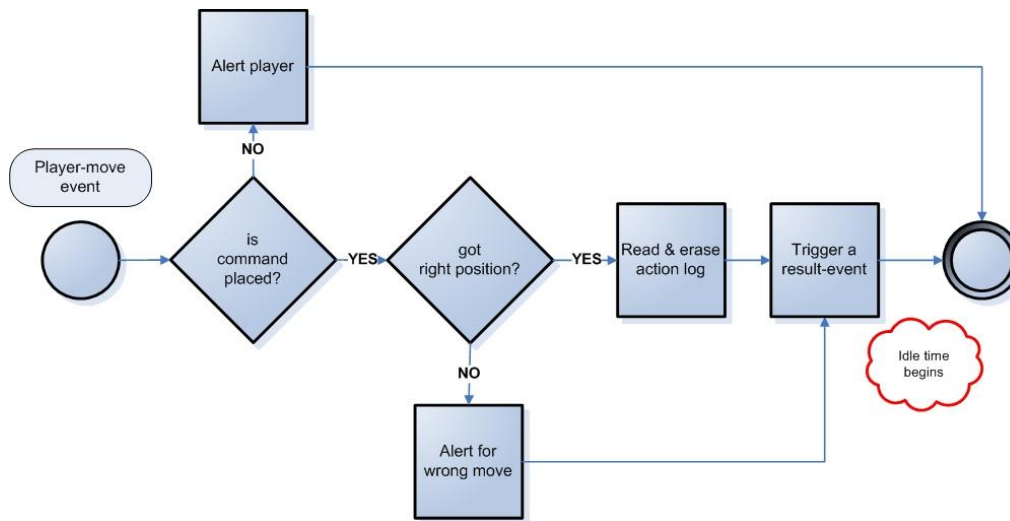 Alert player
NO
Player-move
event
is
command
placed?
YES
got
right position?
YES
Read & erase
action log
Trigger a
result-event
Idle time
begins
NO
Alert for
wrong move